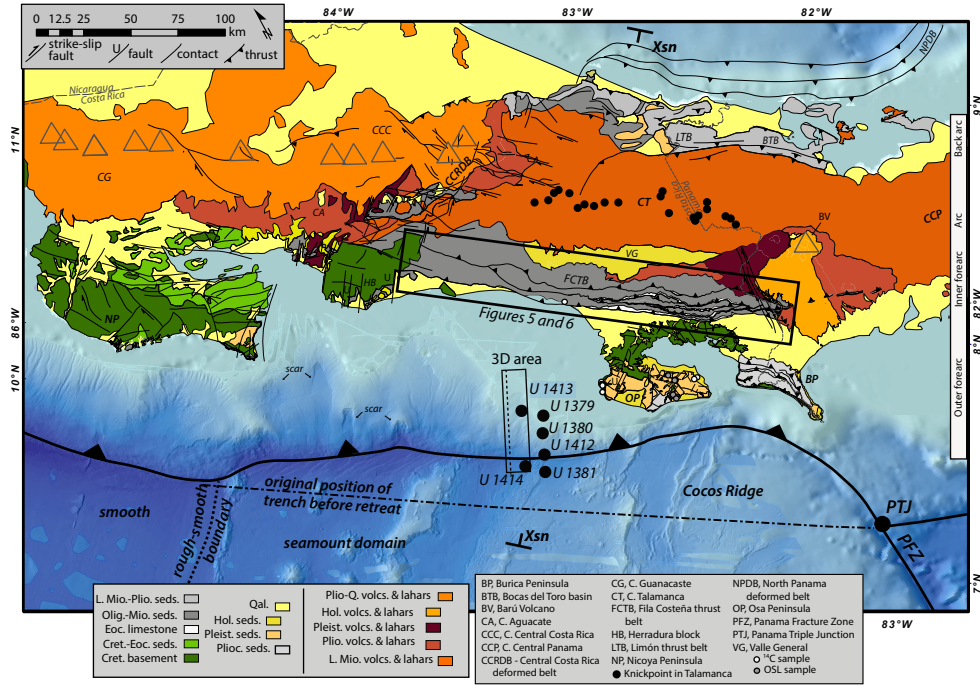 84°W
83°W
82°W
0 12.5 25 50 75 100
km
strike-slip
fault
U
fault
contact
thrust
Xsn
NPDB
9°N
Nicaragua
Costa Rica
11°N
CCC
CG
CCRDB
LTB
BTB
Panama
CT
CA
BV
CCP
Back arc
Arc
Inner forearc
Outer forearc
VG
HB
U
FCTB
NP
Figures 5 and 6
86°W
8°N
10°N
scar
scar
3D area
U 1413
U 1379
U 1380
U 1412
U 1414
U 1381
OP
BP
original position of
trench before retreat
Cocos Ridge
smooth
rough-smooth
boundary
seamount domain
Xsn
PTJ
PFZ
7°N
83°W
L. Mio.-Plio. seds.
Olig.-Mio. seds.
Eoc. limestone
Cret.-Eoc. seds.
Cret. basement
Qal.
Hol. seds.
Pleist. seds.
Plioc. seds.
Plio-Q. volcs. & lahars
Hol. volcs. & lahars
Pleist. volcs. & lahars
Plio. volcs. & lahars
L. Mio. volcs. & lahars
BP, Burica Peninsula
BTB, Bocas del Toro basin
BV, Barú Volcano
CA, C. Aguacate
CCC, C. Central Costa Rica
CCP, C. Central Panama
CCRDB - Central Costa Rica
deformed belt
CG, C. Guanacaste
CT, C. Talamanca
FCTB, Fila Costeña thrust
belt
HB, Herradura block
LTB, Limón thrust belt
NP, Nicoya Peninsula
Knickpoint in Talamanca
NPDB, North Panama
deformed belt
OP, Osa Peninsula
PFZ, Panama Fracture Zone
PTJ, Panama Triple Junction
VG, Valle General
¹⁴C sample
OSL sample